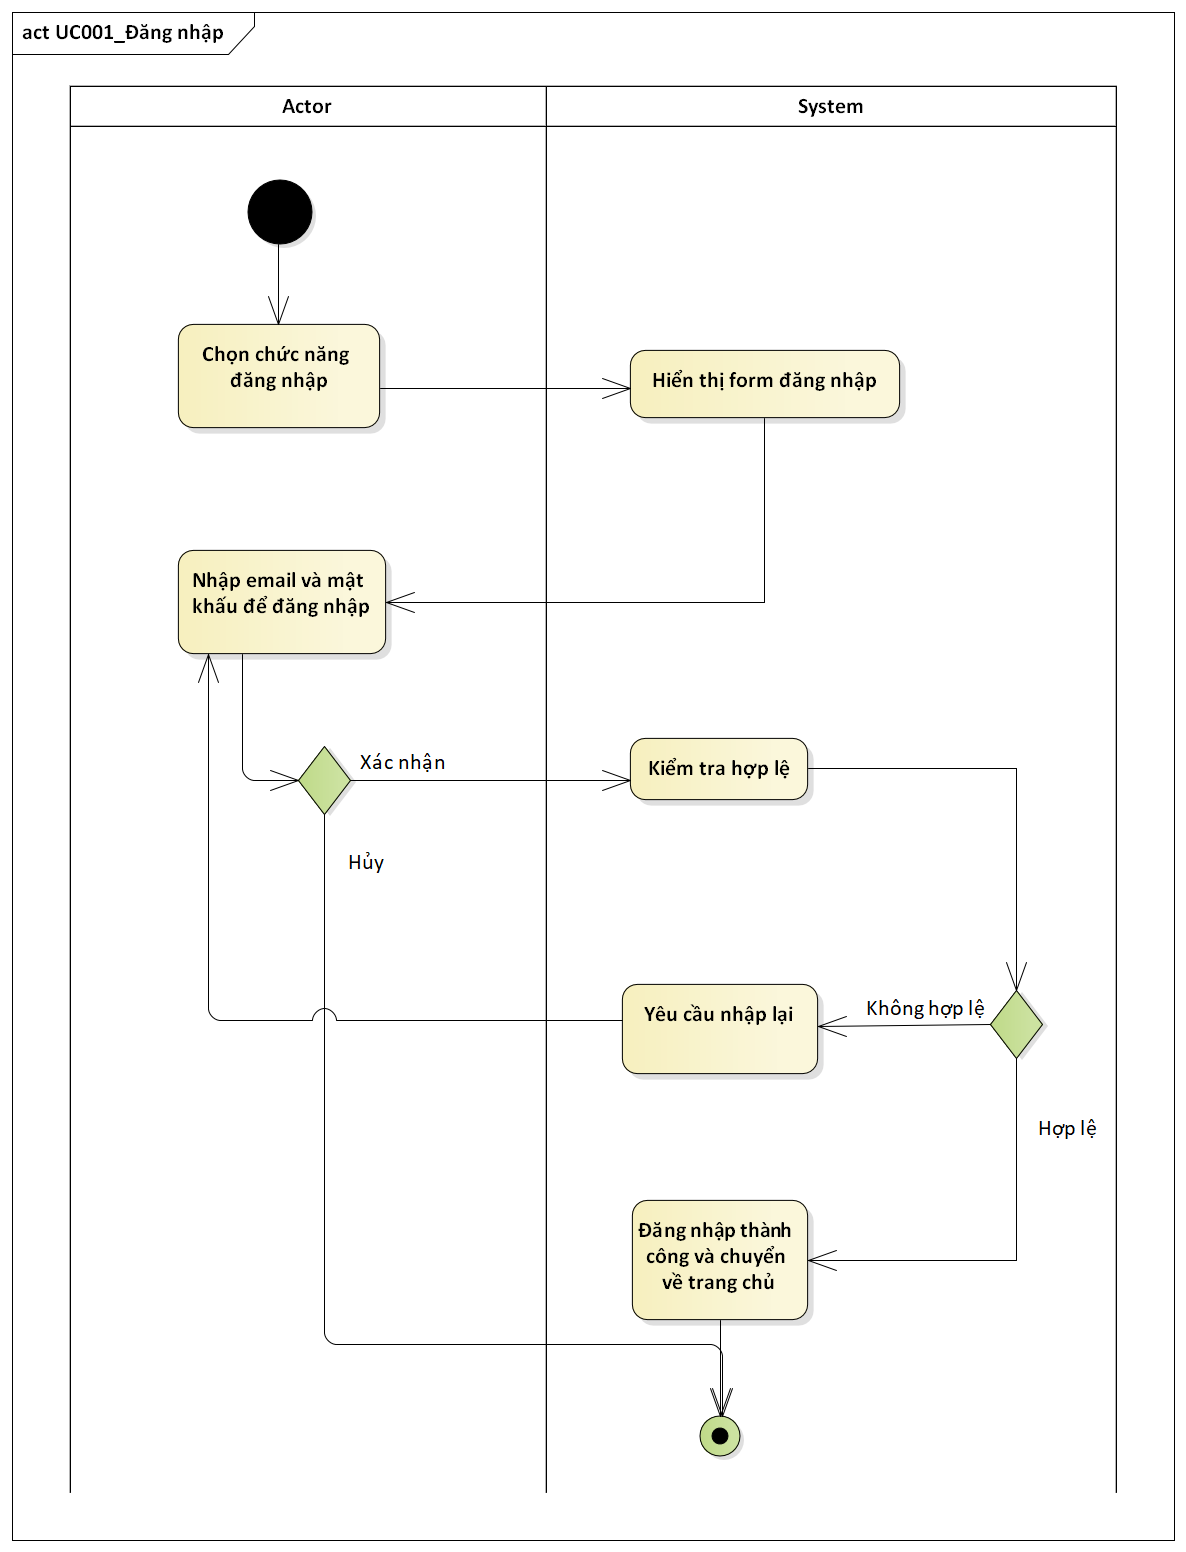 act UC001_Đăng nhập
Actor
System
Chọn chức năng
đăng nhập
Hiển thị form đăng nhập
Nhập email và mật
khấu để đăng nhập
Xác nhận
Kiểm tra hợp lệ
Hủy
Không hợp lệ
Yêu cầu nhập lại
Hợp lệ
Đăng nhập thành
công và chuyển
về trang chủ